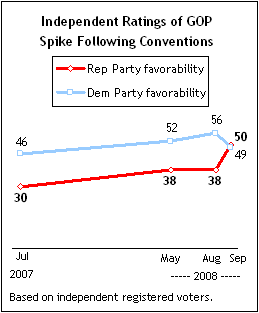 Independent Ratings of GOP
Spike Following Conventions
Rep Party favorability
Dem Party favorability
46
52
56
50
49
30
38
38
Jul
May
Aug
Sep
2007
----- 2008 -----
Based on independent registered voters.